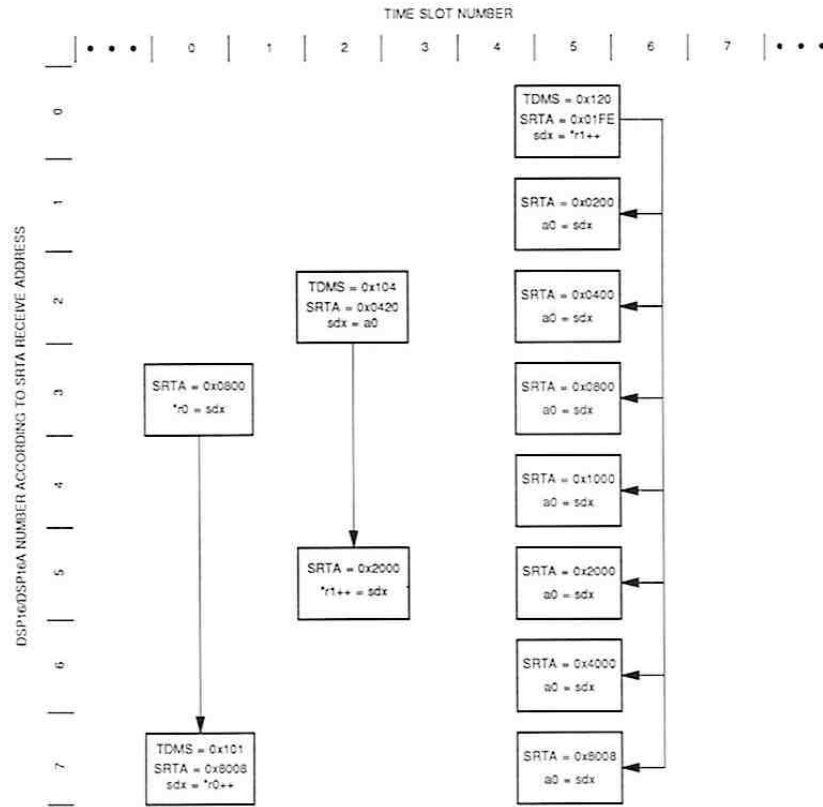 TIME SLOT NUMBER
• • • 0 1 2 3 4 5 6 7 • • •
DSP16/DSP16A NUMBER ACCORDING TO SRTA RECEIVE ADDRESS
0
TDMS = 0x120
SRTA = 0x01FE
sdx = *r1++
1
SRTA = 0x0200
a0 = sdx
2
TDMS = 0x104
SRTA = 0x0420
sdx = a0
SRTA = 0x0400
a0 = sdx
3
SRTA = 0x0800
*r0 = sdx
SRTA = 0x0800
a0 = sdx
4
SRTA = 0x1000
a0 = sdx
5
SRTA = 0x2000
*r1++ = sdx
SRTA = 0x2000
a0 = sdx
6
SRTA = 0x4000
a0 = sdx
7
TDMS = 0x101
SRTA = 0x8008
sdx = *r0++
SRTA = 0x8008
a0 = sdx